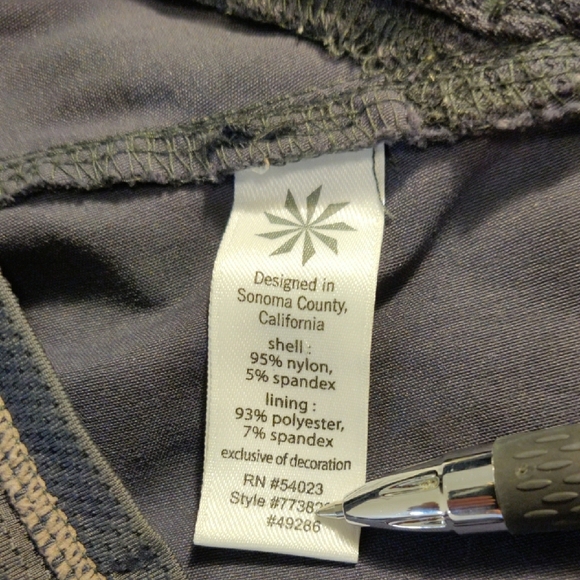 Designed in
Sonoma County,
California
shell :
95% nylon,
5% spandex
lining :
93% polyester,
7% spandex
exclusive of decoration
RN #54023
Style
#49286